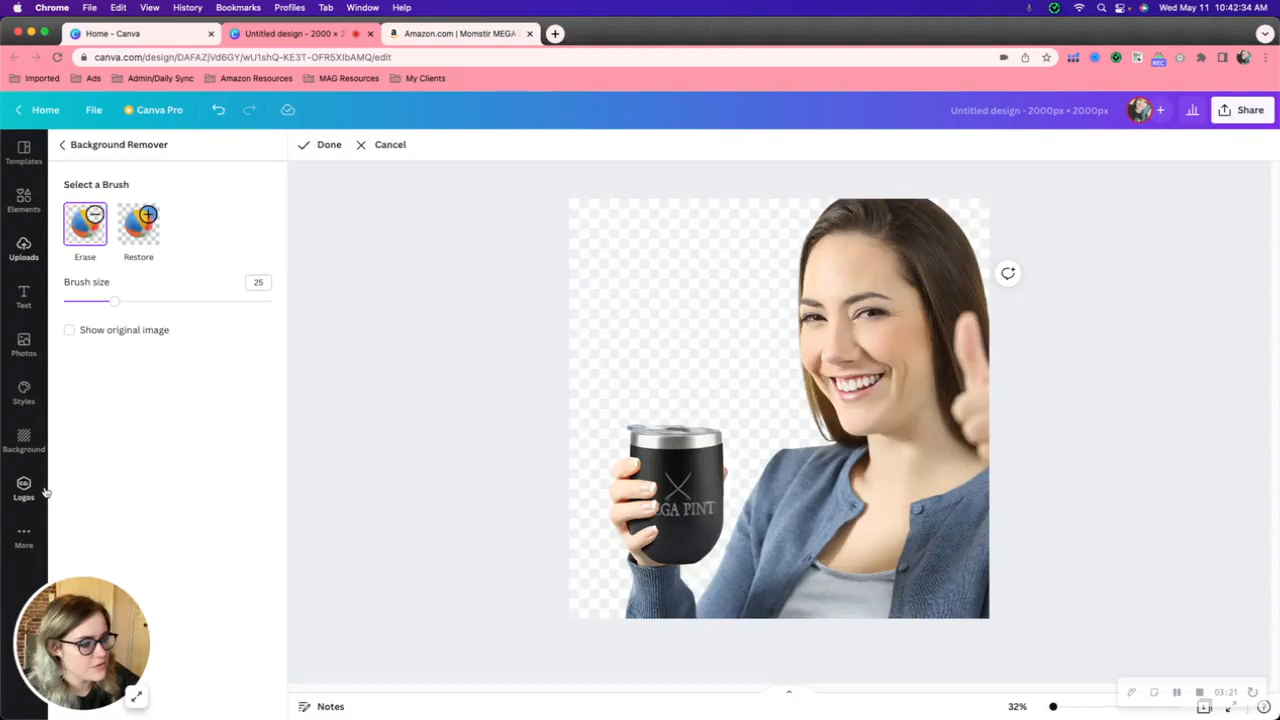 Chrome File Edit View History Bookmarks Profiles Tab Window Help Wed May 11 10:42:34 AM
Home - Canva Untitled design - 2000 × 2 Amazon.com | Momstir MEGA
canva.com/design/DAFAZjVd6GY/wU1shQ-KE3T-OFR5XIbAMQ/edit
Imported Ads Admin/Daily Sync Amazon Resources MAG Resources My Clients
Home File Canva Pro Untitled design - 2000px × 2000px Share
Background Remover Done Cancel
Templates
Elements
Uploads
Text
Photos
Styles
Background
Logos
More
Select a Brush
Erase Restore
Brush size 25
Show original image
EGA PINT
Notes 03:21 32%